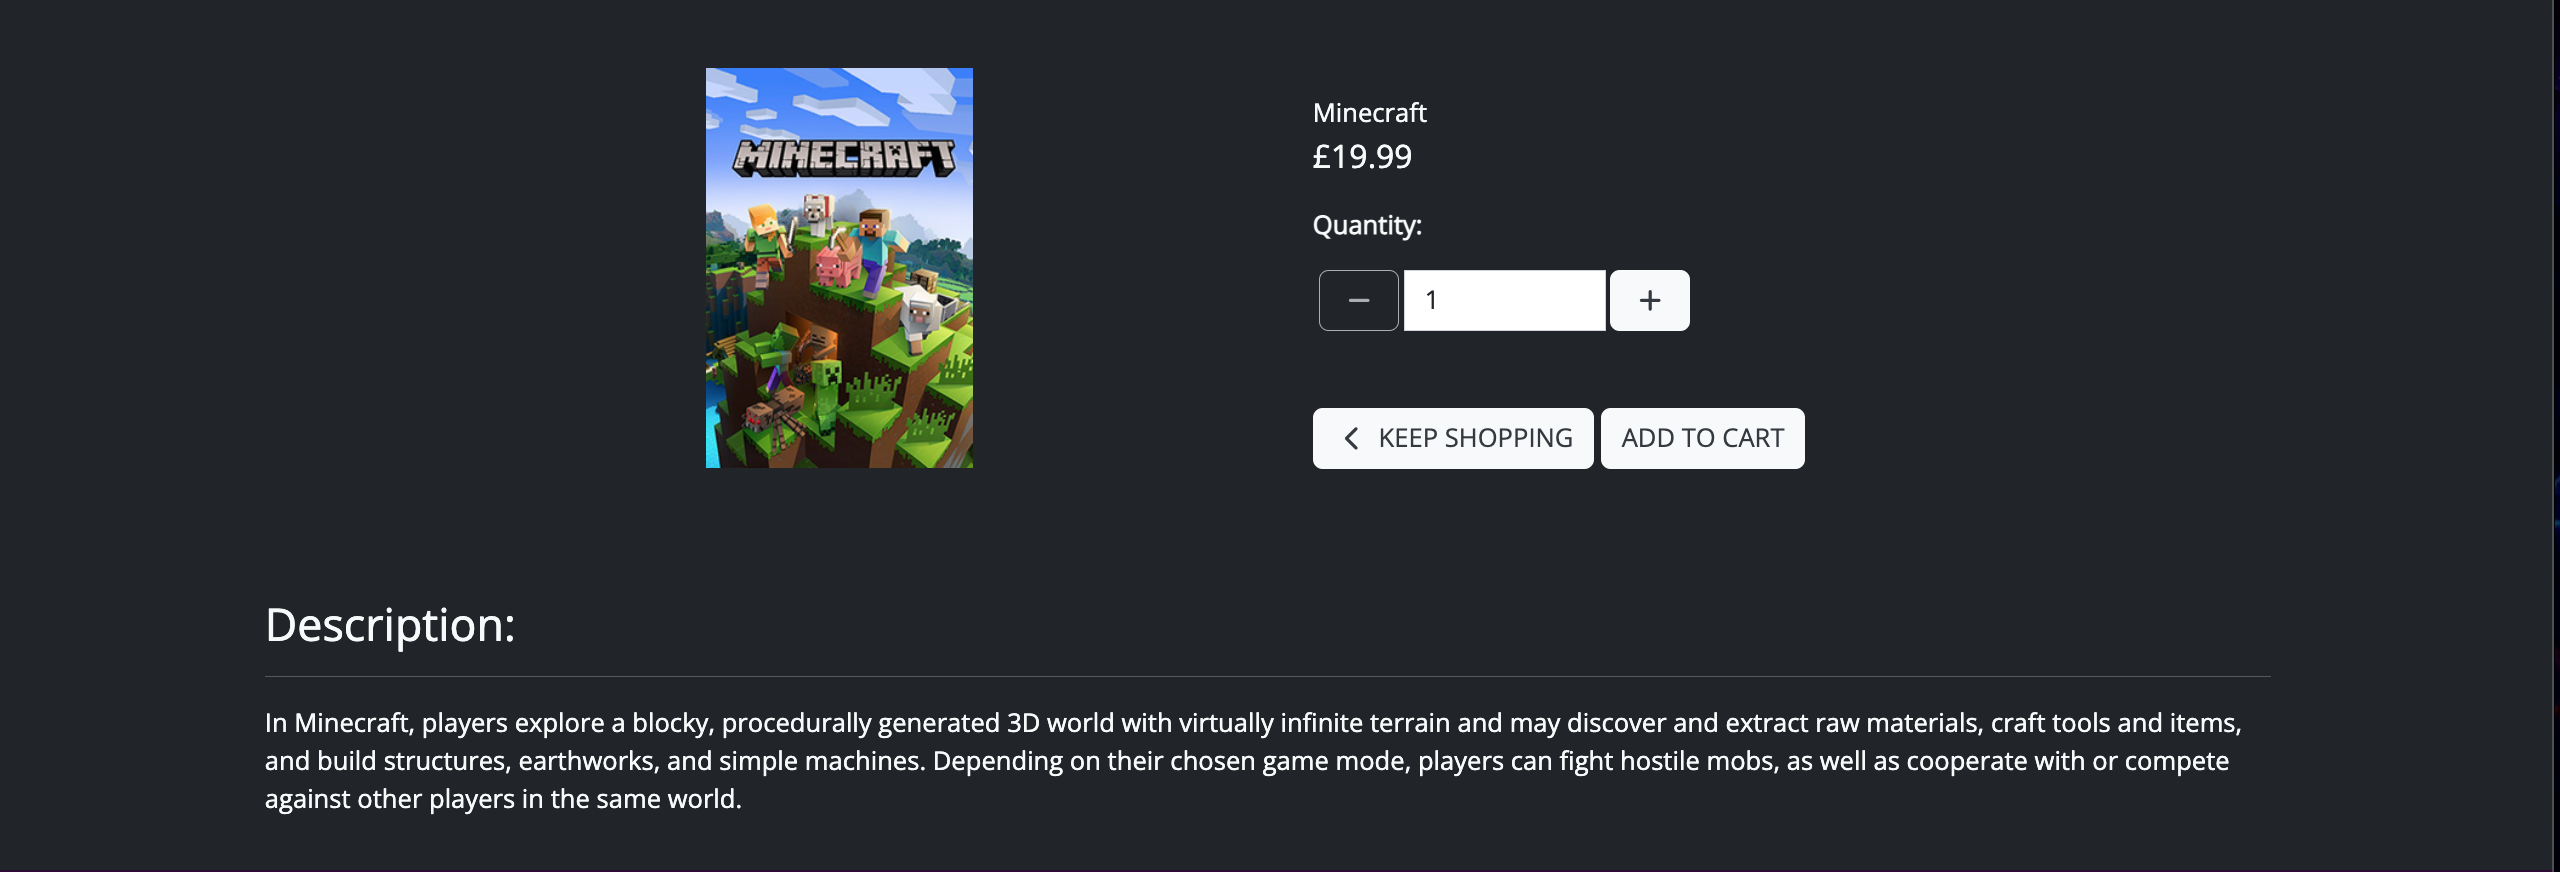 MINECRAFT
Minecraft
£19.99
Quantity:
1
KEEP SHOPPING
ADD TO CART
Description:
In Minecraft, players explore a blocky, procedurally generated 3D world with virtually infinite terrain and may discover and extract raw materials, craft tools and items,
and build structures, earthworks, and simple machines. Depending on their chosen game mode, players can fight hostile mobs, as well as cooperate with or compete
against other players in the same world.